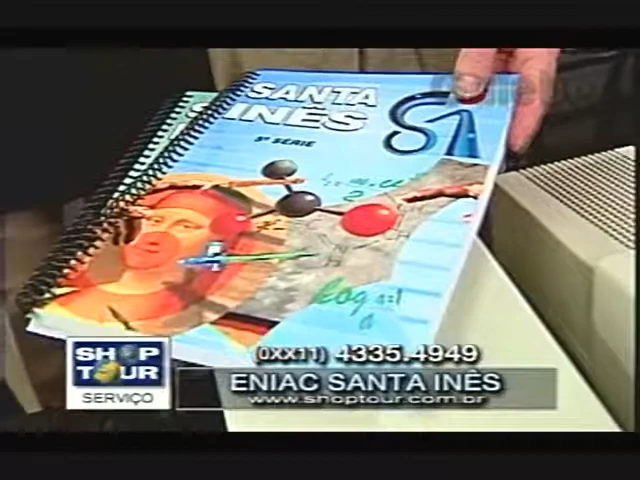 SANTA
INÊS
5ª SÉRIE
SI
log
(0XX11) 4335.4949
SHOP
TOUR
SERVIÇO
ENIAC SANTA INÊS
www.shoptour.com.br